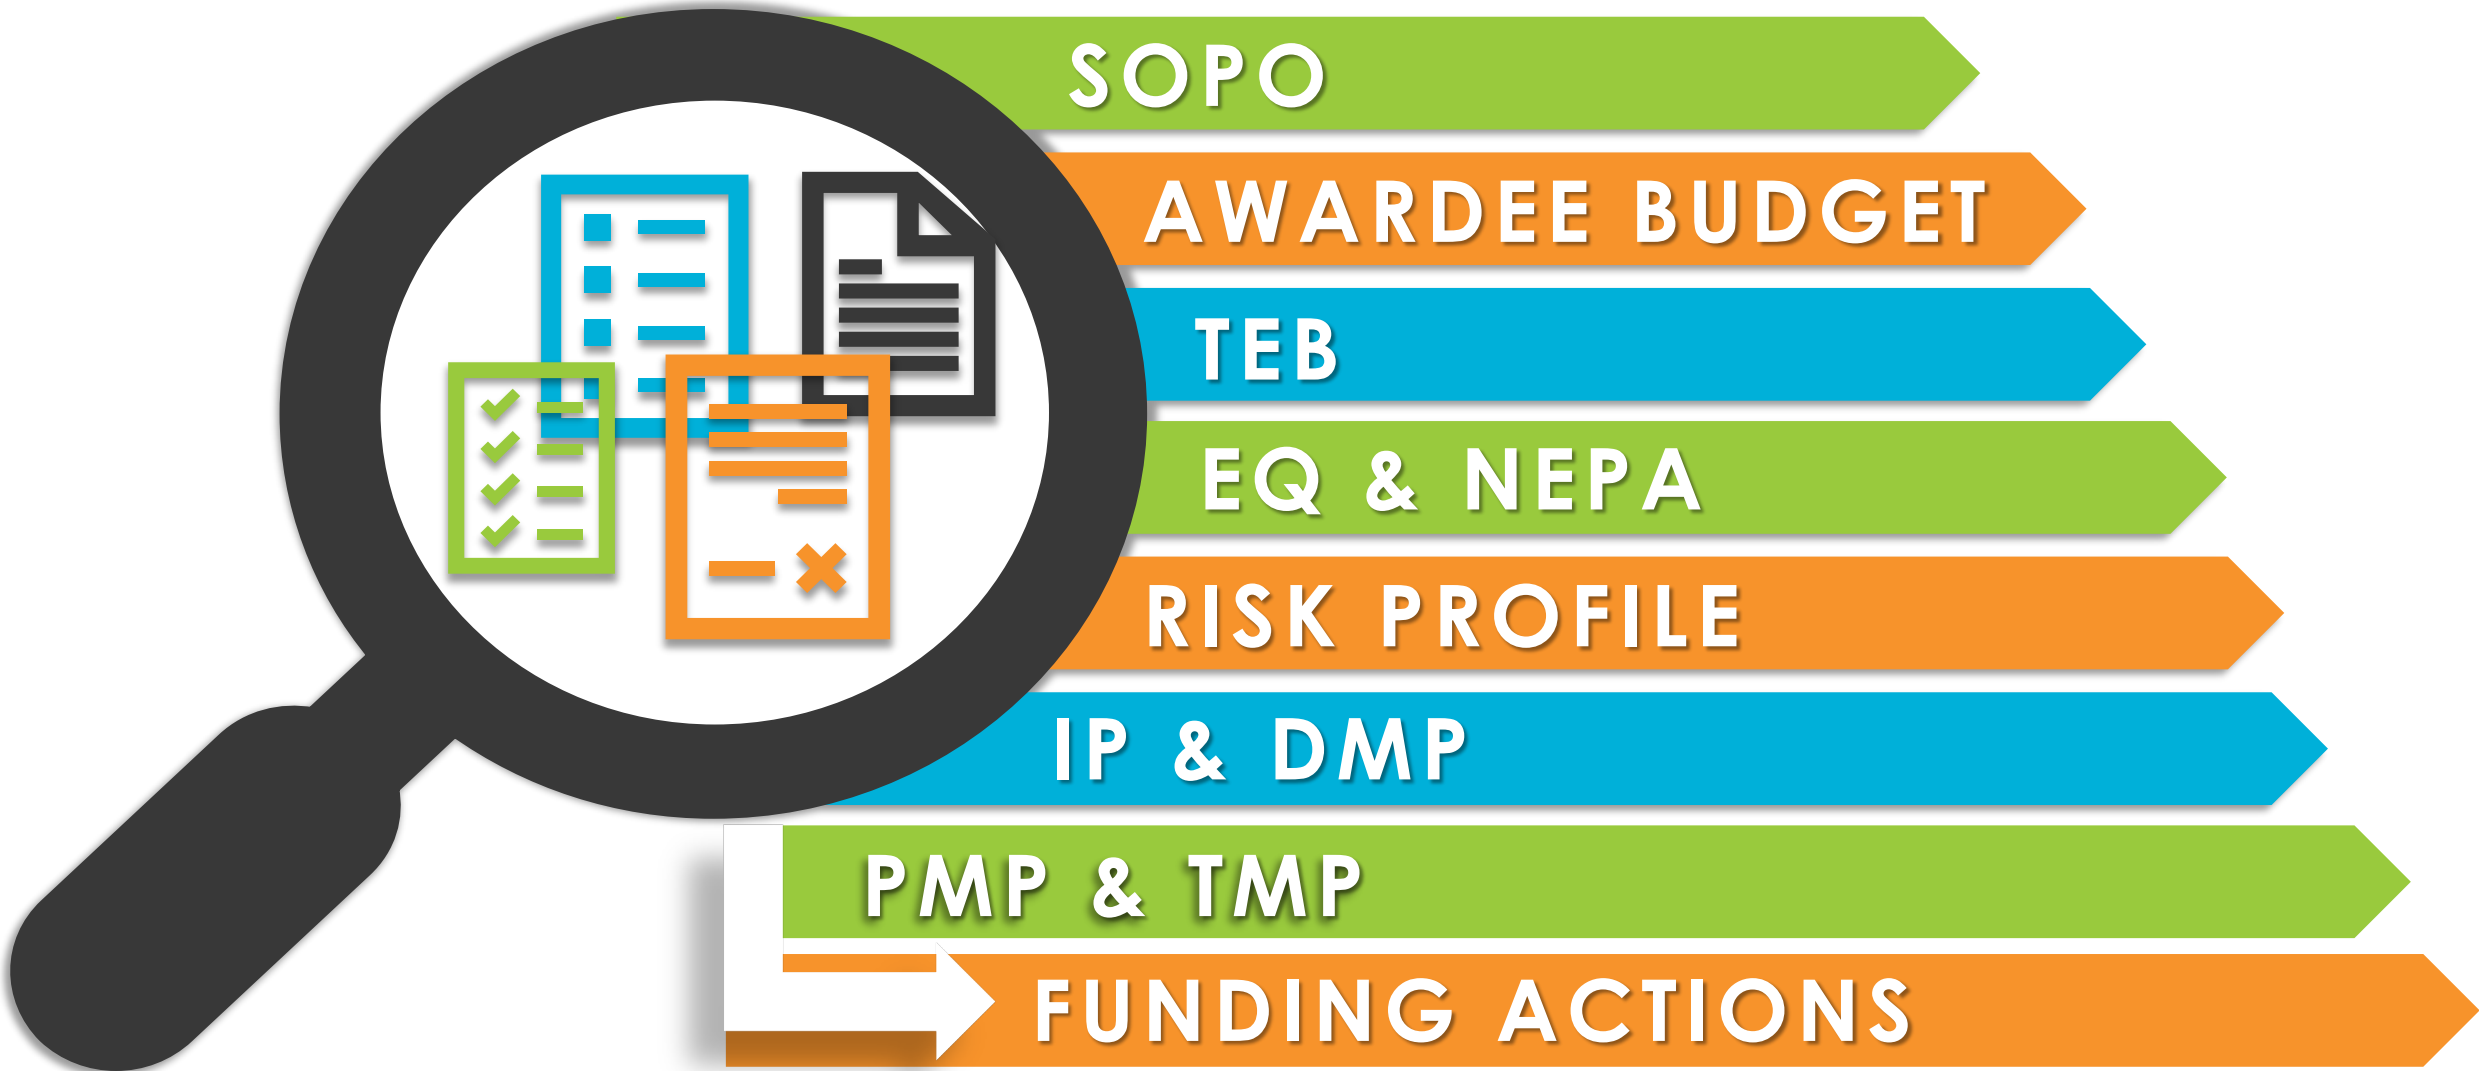 SOPO
AWARDEE BUDGET
TEB
EQ & NEPA
RISK PROFILE
IP & DMP
PMP & TMP
FUNDING ACTIONS